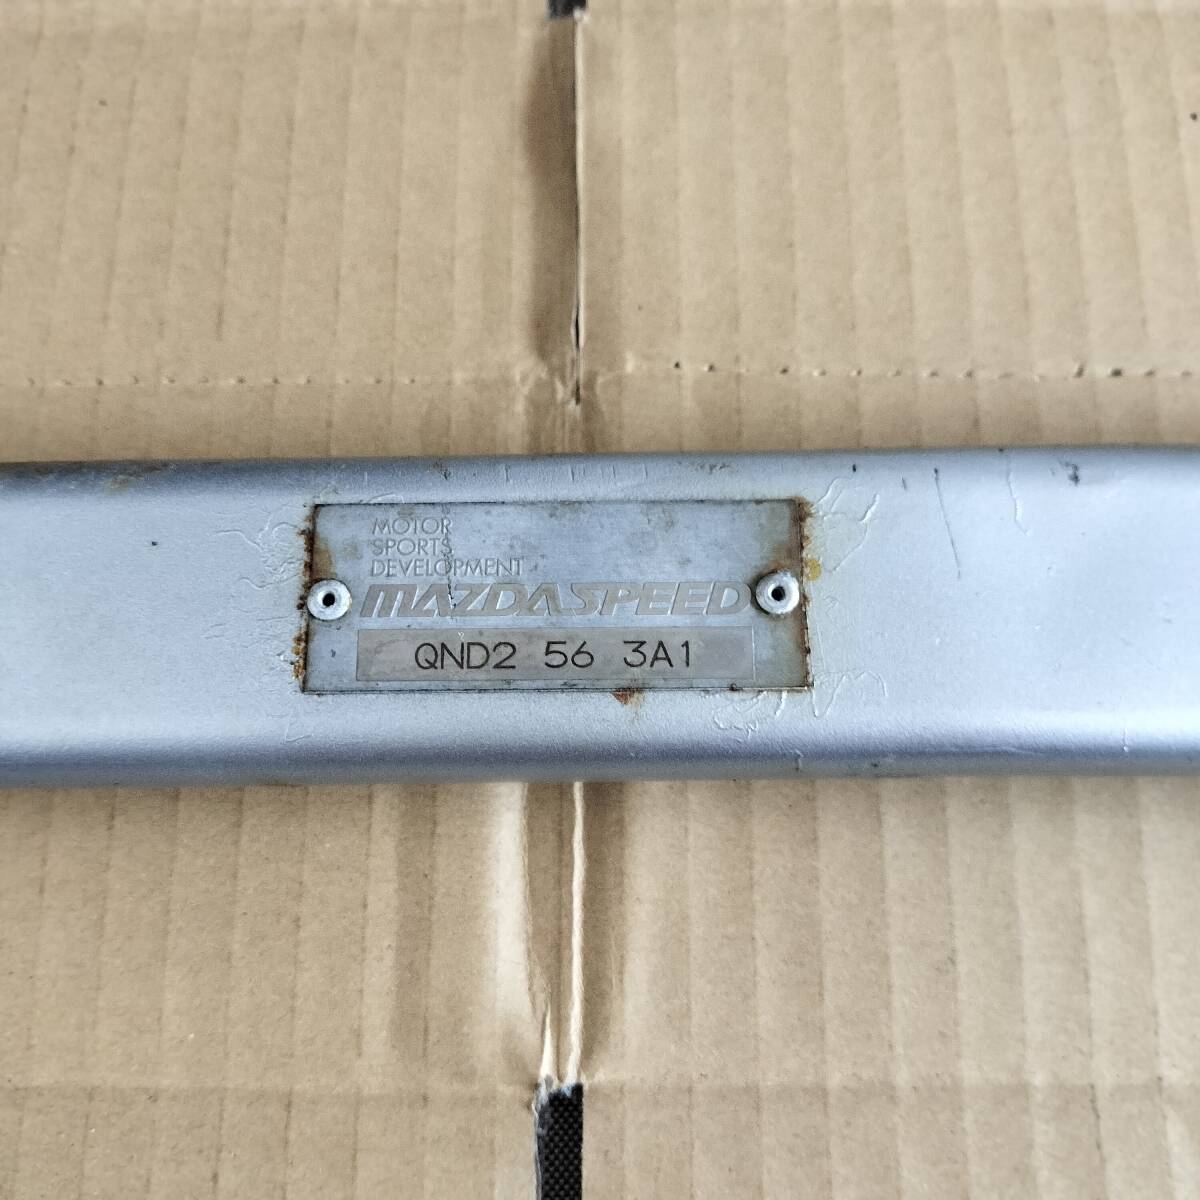 MOTOR
SPORTS
DEVELOPMENT
MAZDASPEED
QND2 56 3A1